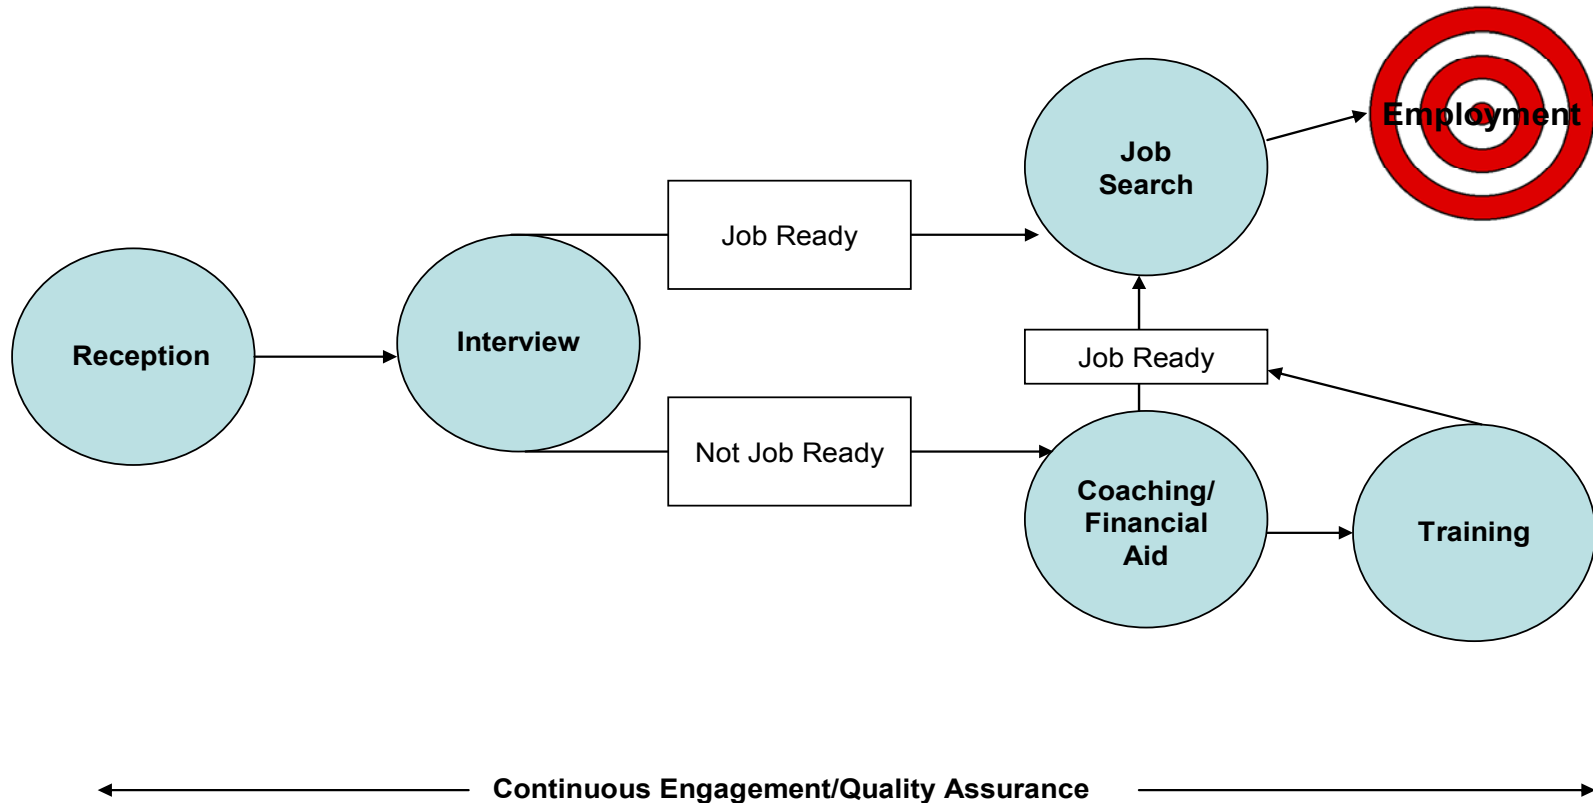 Employment
Job
Search
Job Ready
Reception
Interview
Job Ready
Not Job Ready
Coaching/
Financial
Aid
Training
Continuous Engagement/Quality Assurance